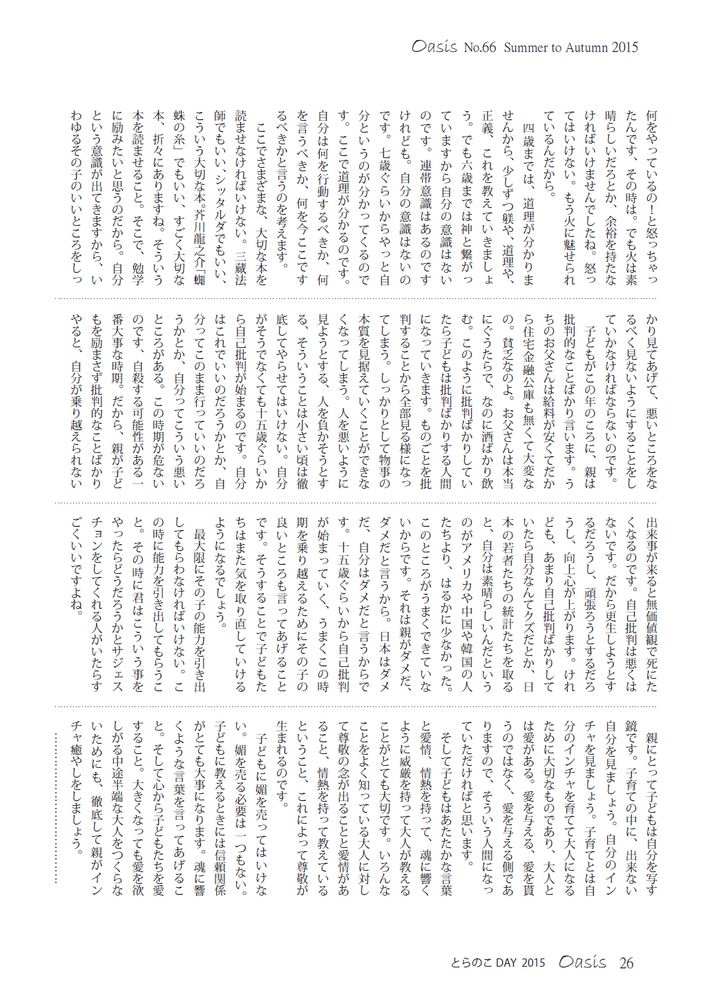 Oasis No.66 Summer to Autumn 2015
何をやっているの！と怒っちゃっ
たんです、その時は。でも火は素
晴らしいだろとか、余裕を持たな
ければいけませんでしたね。怒っ
てはいけない。もう火に魅せられ
ているんだから。
四歳までは、道理が分かりま
せんから、少しずつ躾や、道理や、
正義、これを教えていきましょ
う。でも六歳までは神と繋がっ
ていますから自分の意識はない
のです。連帯意識はあるのです
けれども。自分の意識はないの
です。七歳ぐらいからやっと自
分というのが分かってくるので
す。ここで道理が分かるのです。
自分は何を行動するべきか、何
を言うべきか、何を今ここです
るべきかと言うのを考えます。
ここでさまざまな、大切な本を
読ませなければいけない。三蔵法
師でもいい、シッタルダでもいい、
こういう大切な本。芥川龍之介「蜘
蛛の糸」でもいい、すごく大切な
本、折々にありますね。そういう
本を読ませること。そこで、勉学
に励みたいと思うのだから。自分
という意識が出てきますから、い
わゆるその子のいいところをしっ
かり見てあげて、悪いところをな
るべく見ないようにすることをし
ていかなければならないのです。
子どもがこの年のころに、親は
批判的なことばかり言います。う
ちのお父さんは給料が安くてだか
ら住宅金融公庫も無くて大変な
の。貧乏なのよ。お父さんは本当
にぐうたらで、なのに酒ばかり飲
む。このように批判ばかりしてい
たら子どもは批判ばかりする人間
になっていきます。ものごとを批
判することから全部見る様になっ
てしまう。しっかりとして物事の
本質を見据えていくことができな
くなってしまう。人を悪いように
見ようとする、人を負かそうとす
る、そういうことは小さい頃は徹
底してやらせてはいけない。自分
がそうでなくても十五歳ぐらいか
ら自己批判が始まるのです。自分
はこれでいいのだろうかとか、自
分ってこのまま行っていいのだろ
うかとか、自分ってこういう悪い
ところがある。この時期が危ない
のです、自殺する可能性がある一
番大事な時期。だから、親が子ど
もを励まさず批判的なことばかり
やると、自分が乗り越えられない
出来事が来ると無価値観で死にた
くなるのです。自己批判は悪くは
ないです。だから更生しようとす
るだろうし、頑張ろうとするだろ
うし、向上心が上がります。けれ
ども、あまり自己批判ばかりして
いたら自分なんてクズだとか、日
本の若者たちの統計たちを取る
と、自分は素晴らしいんだという
のがアメリカや中国や韓国の人
たちより、はるかに少なかった。
このところがうまくできていな
いからです。それは親がダメだ、
ダメだと言うから。日本はダメ
だ、自分はダメだと言うからで
す。十五歳ぐらいから自己批判
が始まっていく、うまくこの時
期を乗り越えるためにその子の
良いところも言ってあげること
です。そうすることで子どもた
ちはまた気を取り直していける
ようになるでしょう。
最大限にその子の能力を引き出
してもらわなければいけない。こ
の時に能力を引き出してもらうこ
と。その時に君はこういう事を
やったらどうだろうかとサジェス
チョンをしてくれる人がいたらす
ごくいいですよね。
親にとって子どもは自分を写す
鏡です。子育ての中に、出来ない
自分を見ましょう。自分のイン
チャを見ましょう。子育てとは自
分のインチャを育てて大人になる
ために大切なものであり、大人と
は愛がある。愛を与える、愛を貰
うのではなく、愛を与える側であ
りますので、そういう人間になっ
ていただければと思います。
そして子どもはあたたかな言葉
と愛情、情熱を持って、魂に響く
ように威厳を持って大人が教える
ことがとても大切です。いろんな
ことをよく知っている大人に対し
て尊敬の念が出ることと愛情があ
ること、情熱を持って教えている
ということ、これによって尊敬が
生まれるのです。
子どもに媚を売ってはいけな
い。媚を売る必要は一つもない。
子どもに教えるときには信頼関係
がとても大事になります。魂に響
くような言葉を言ってあげるこ
と。そして心から子どもたちを愛
すること。大きくなっても愛を欲
しがる中途半端な大人をつくらな
いためにも、徹底して親がイン
チャ癒やしをしましょう。
とらのこ DAY 2015 Oasis 26